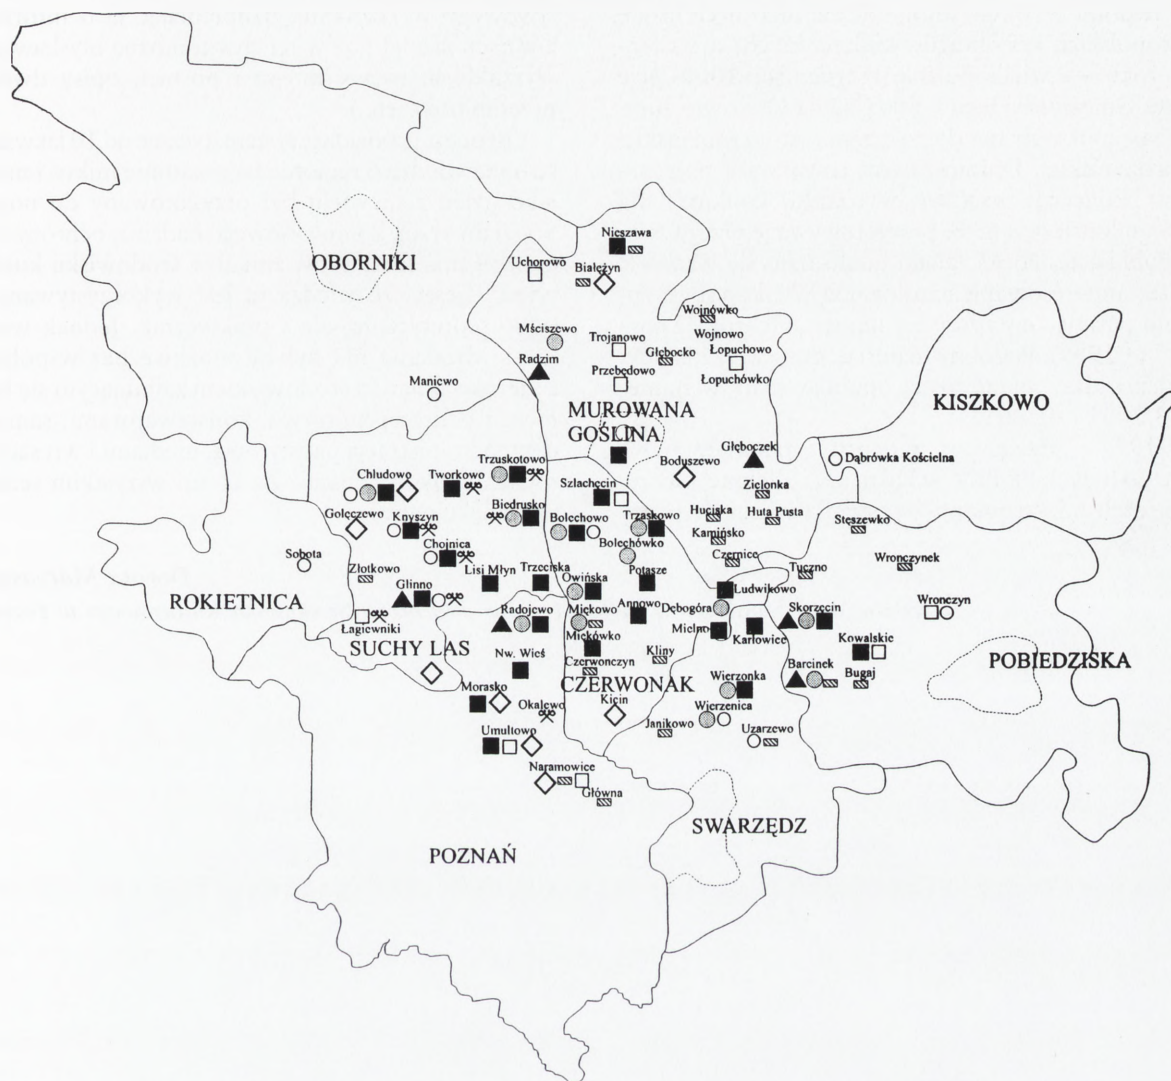 OBORNIKI
Nieszawa
Uchorowo
Białężyn
Wojnówko
Mściszewo
Trojanowo
Wojnowo
Głębocko
Łopuchowo
Radzim
Przebędowo
Łopuchówko
Maniewo
KISZKOWO
MUROWANA
GOŚLINA
Głęboczek
Dąbrówka Kościelna
Boduszewo
Chludowo
Tworkowo
Trzuskotowo
Szlachęcin
Zielonka
Golęczewo
Knyszyn
Biedrusko
Bolechowo
Trzaskowo
Huciska
Huta Pusta
Stęszewko
Kamińsko
Chojnica
Bolechówko
Sobota
Czernice
Wronczynek
Złotkowo
Lisi Młyn
Trzciska
Potasze
Tuczno
Glinno
Owińska
Ludwikowo
Wronczyn
ROKIETNICA
Radojewo
Miękowo
Annowo
Dębogóra
Skorzęcin
Łagiewniki
Mielno
Karłowice
Miękówko
Kowalskie
SUCHY LAS
Nw. Wieś
Czerwonczyn
Kliny
Barcinek
Bugaj
POBIEDZISKA
CZERWONAK
Wierzonka
Morasko
Okalewo
Kicin
Wierzenica
Umultowo
Janikowo
Uzarzewo
Naramowice
Główna
SWARZĘDZ
POZNAŃ